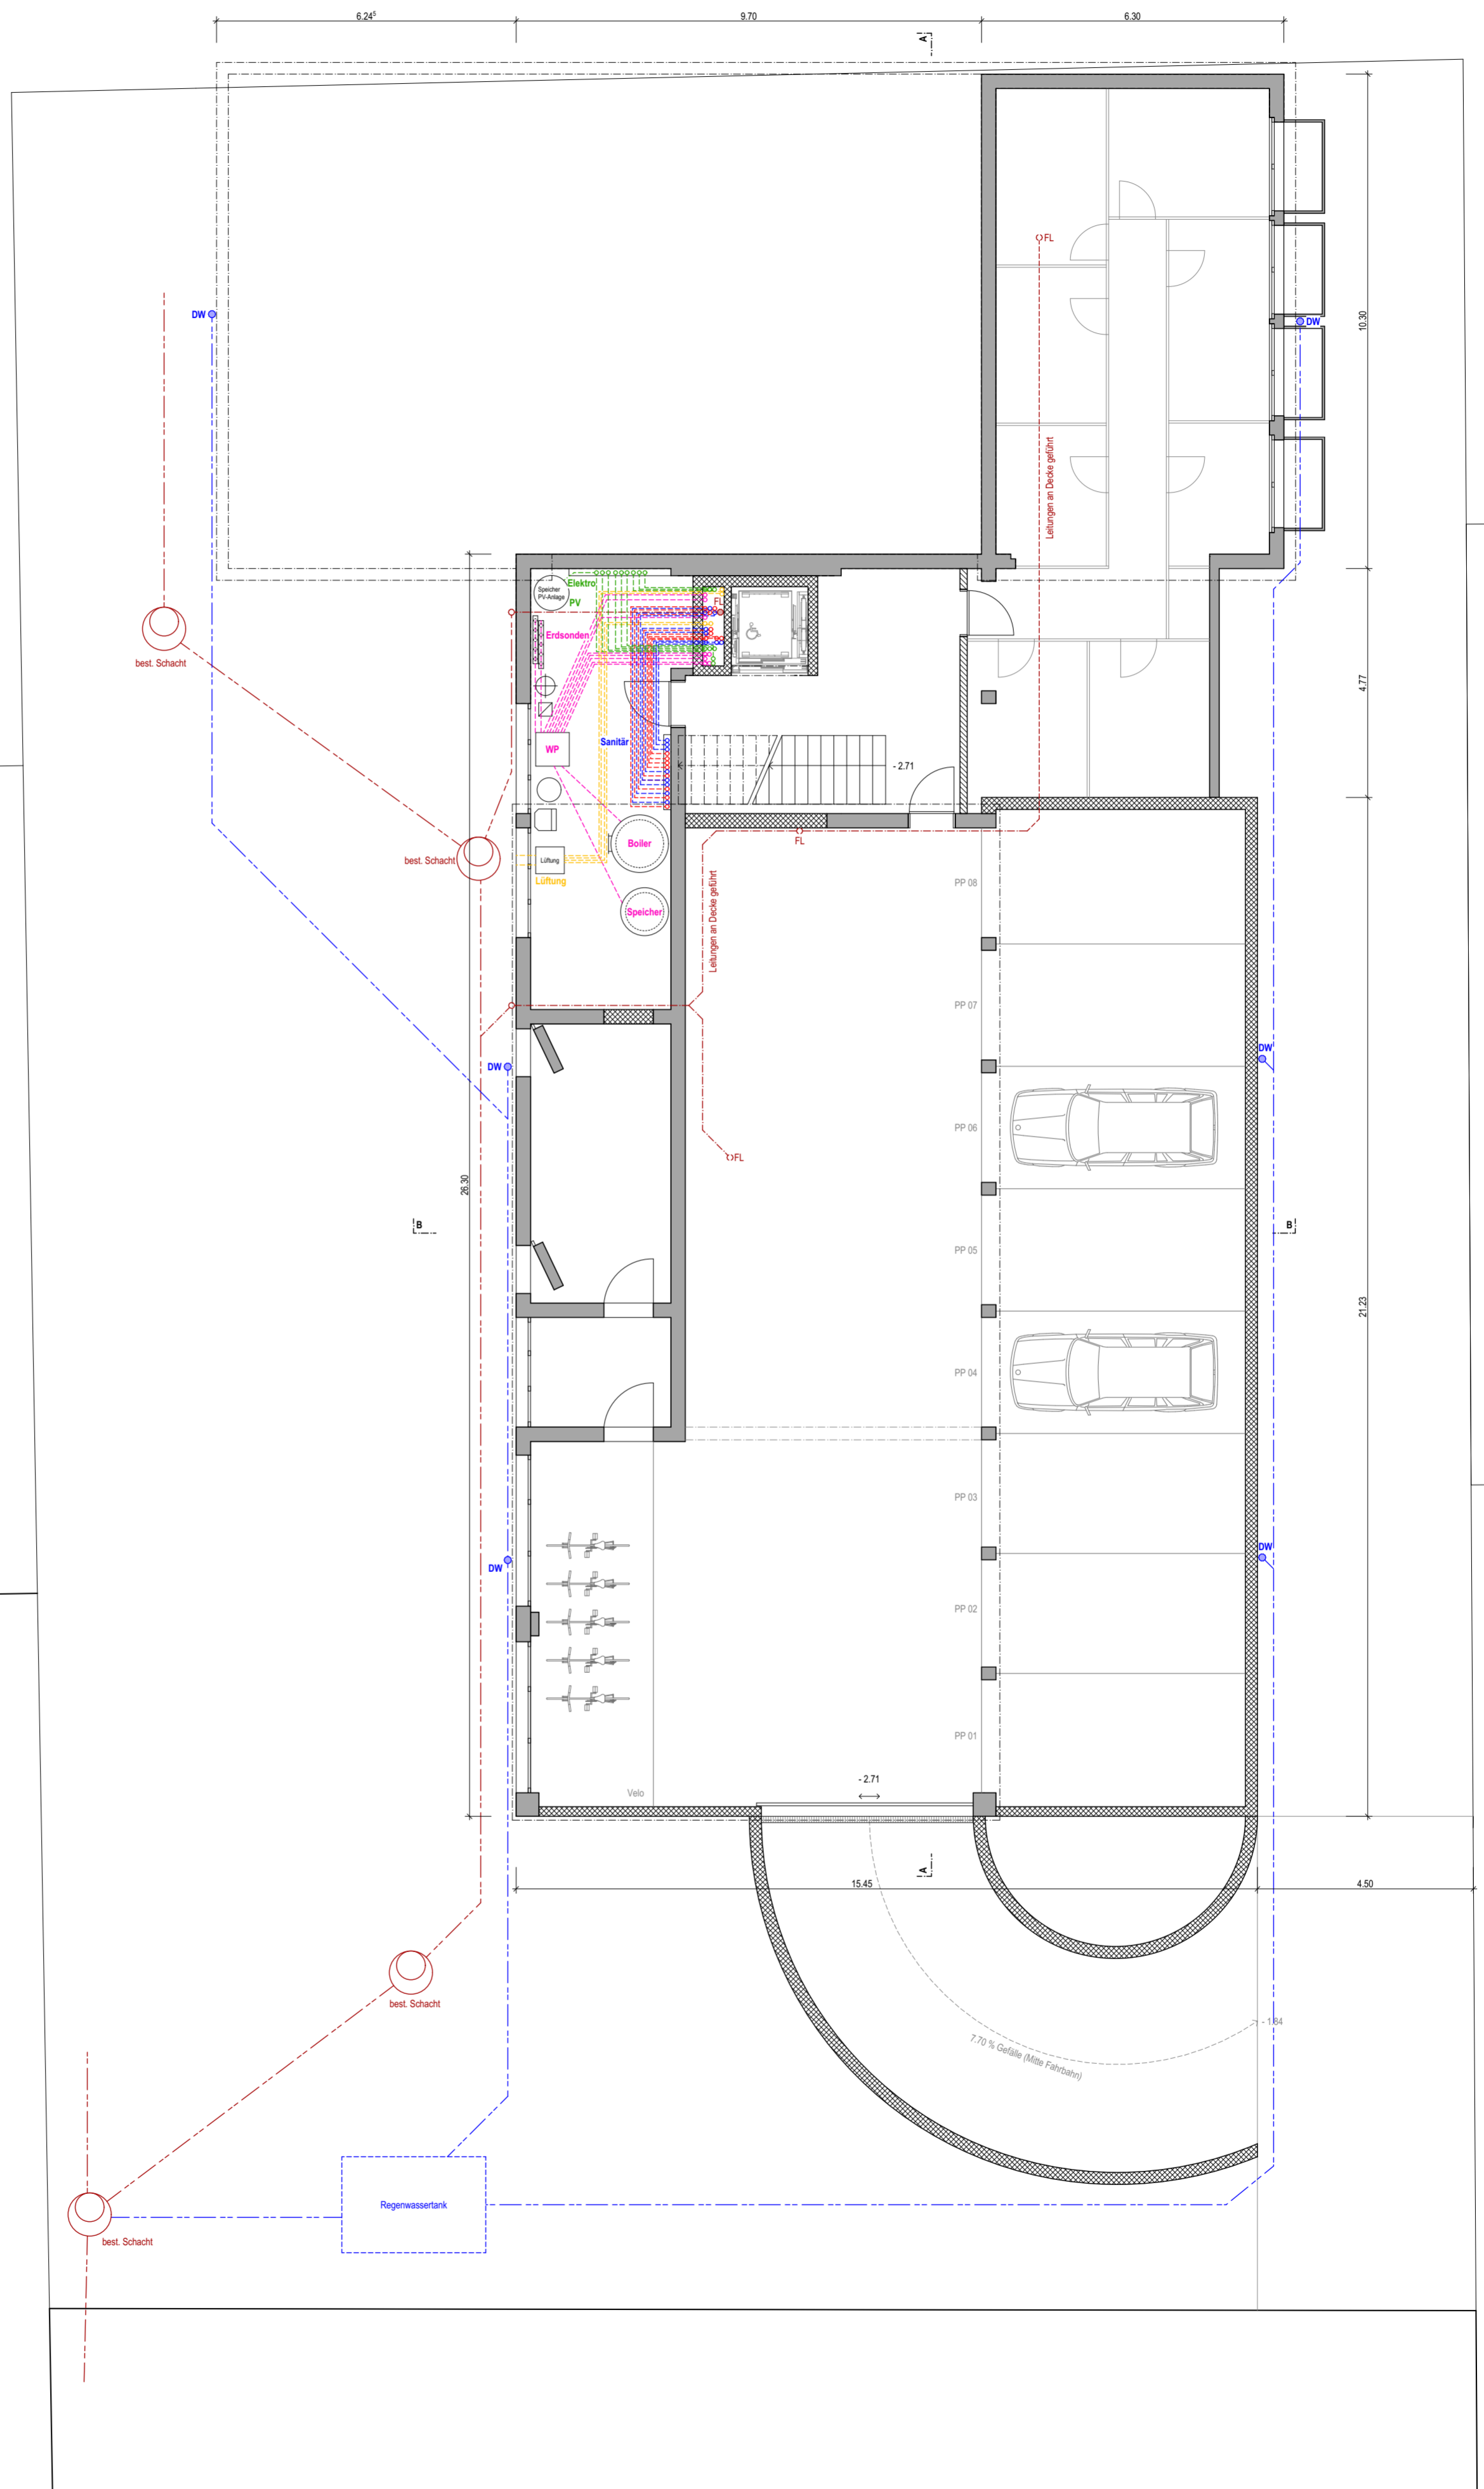 6.24⁵
9.70
6.30
A
FL
DW
DW
10.30
Leitungen an Decke geführt
Speicher
PV-Anlage
Elektro
PV
FL
Erdsonden
best. Schacht
4.77
Sanitär
WP
- 2.71
FL
Boiler
best. Schacht
Lüftung
Lüftung
PP 08
Speicher
Leitungen an Decke geführt
PP 07
DW
DW
PP 06
FL
26.30
B
B
PP 05
21.23
PP 04
PP 03
DW
DW
PP 02
PP 01
- 2.71
Velo
A
15.45
4.50
best. Schacht
- 1.84
7.70 % Gefälle (Mitte Fahrbahn)
Regenwassertank
best. Schacht